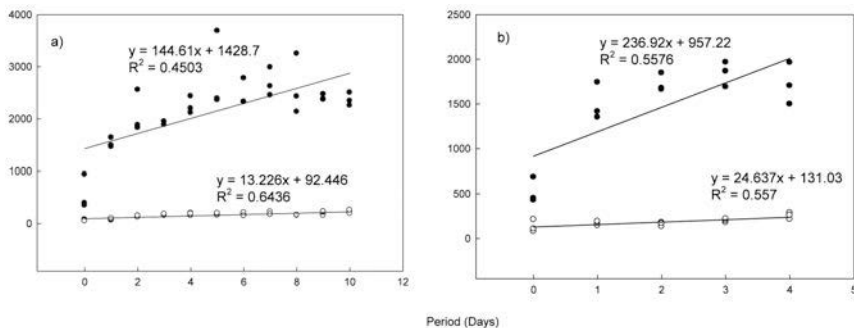 a)
4000
3000
2000
1000
0
y = 144.61x + 1428.7
R² = 0.4503
y = 13.226x + 92.446
R² = 0.6436
0 2 4 6 8 10 12
b)
2500
2000
1500
1000
500
0
y = 236.92x + 957.22
R² = 0.5576
y = 24.637x + 131.03
R² = 0.557
0 1 2 3 4 5
Period (Days)